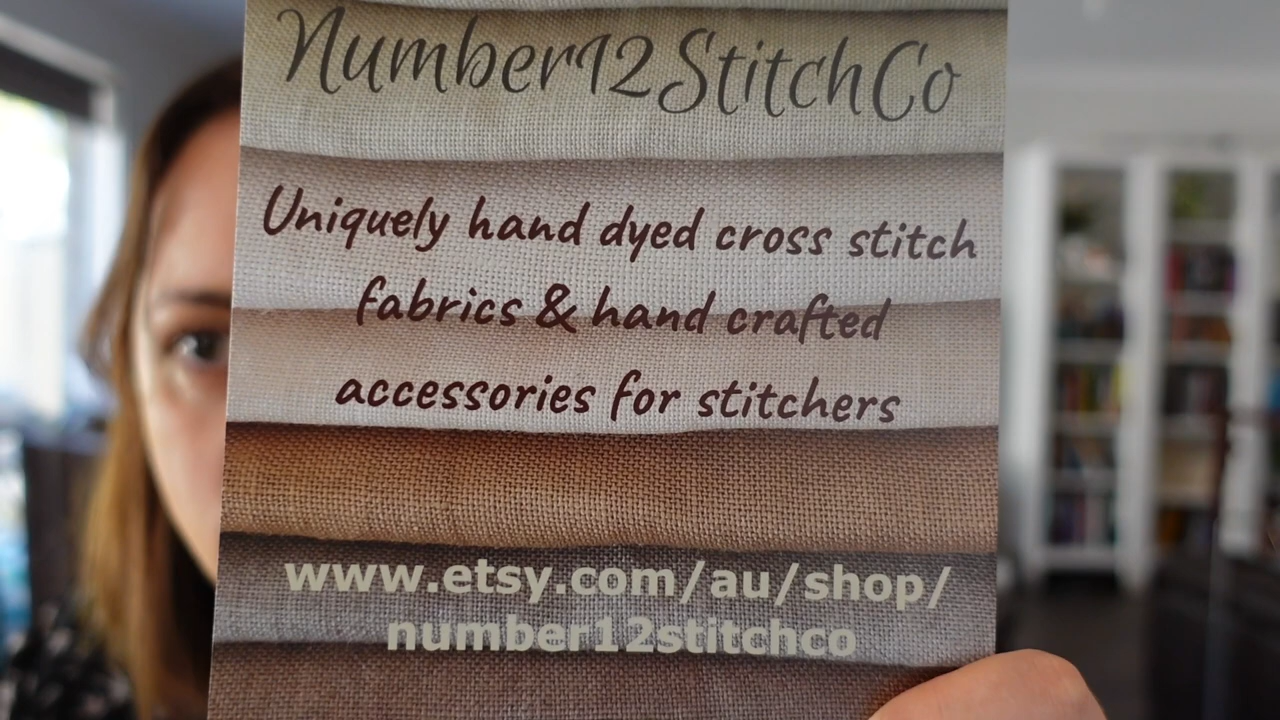 Number12StitchCo
Uniquely hand dyed cross stitch
fabrics & hand crafted
accessories for stitchers
www.etsy.com/au/shop/
number12stitchco